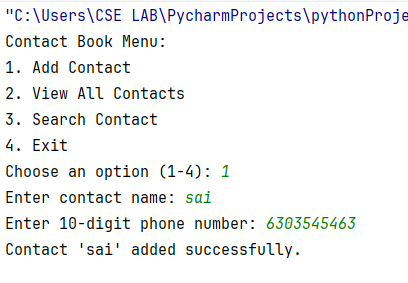 "C:\Users\CSE LAB\PycharmProjects\pythonProje
Contact Book Menu:
1. Add Contact
2. View All Contacts
3. Search Contact
4. Exit
Choose an option (1-4): 1
Enter contact name: sai
Enter 10-digit phone number: 6303545463
Contact 'sai' added successfully.